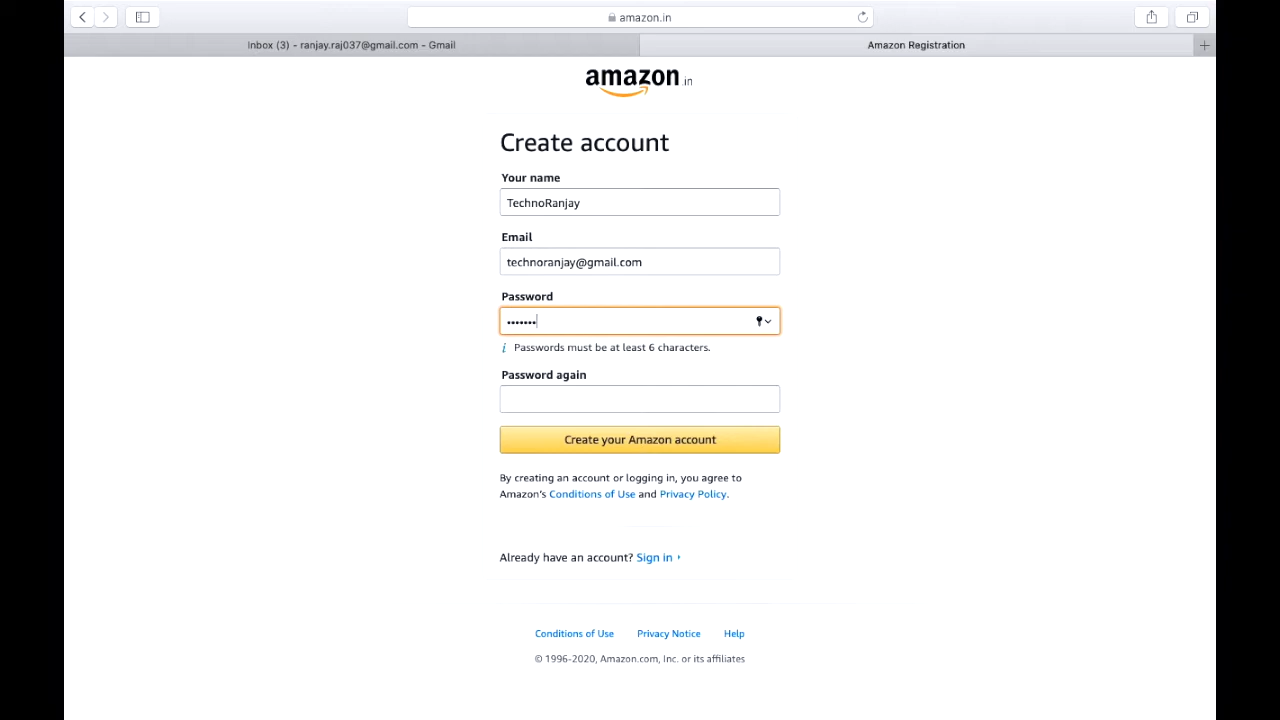 amazon.in
Inbox (3) - ranjay.raj037@gmail.com - Gmail
Amazon Registration
amazon in
Create account
Your name
TechnoRanjay
Email
technoranjay@gmail.com
Password
•••••••
i Passwords must be at least 6 characters.
Password again
Create your Amazon account
By creating an account or logging in, you agree to
Amazon's Conditions of Use and Privacy Policy.
Already have an account? Sign in
Conditions of Use Privacy Notice Help
© 1996-2020, Amazon.com, Inc. or its affiliates